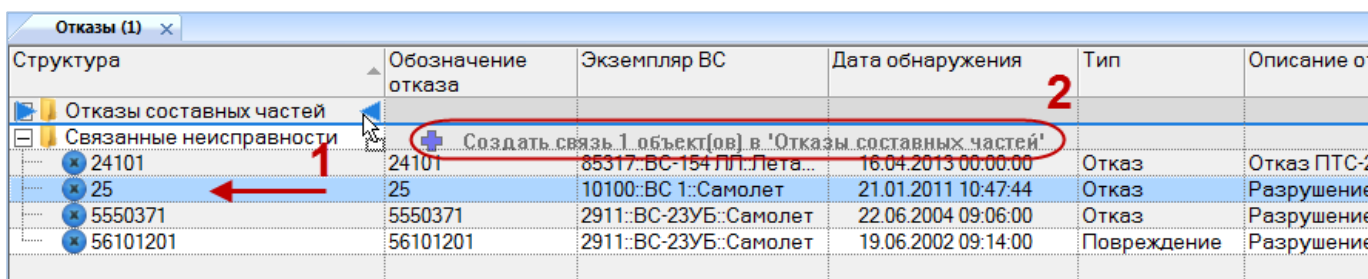 Отказы (1)
Структура Обозначение отказа Экземпляр ВС Дата обнаружения Тип Описание от
2
Отказы составных частей
Связанные неисправности Создать связь 1 объект(ов) в 'Отказы составных частей'
1
24101 24101 85317::ВС-154 ПП::Лета... 16.04.2013 00:00:00 Отказ Отказ ПТС-2
25 25 10100::ВС 1::Самолет 21.01.2011 10:47:44 Отказ Разрушение
5550371 5550371 2911::ВС-23УБ::Самолет 22.06.2004 09:06:00 Отказ Разрушение
56101201 56101201 2911::ВС-23УБ::Самолет 19.06.2002 09:14:00 Повреждение Разрушение